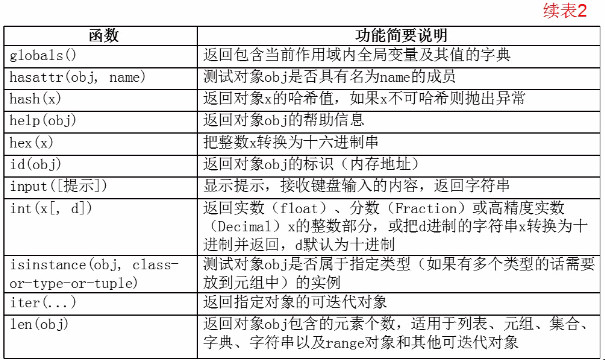 续表2
函数 功能简要说明
globals() 返回包含当前作用域内全局变量及其值的字典
hasattr(obj, name) 测试对象obj是否具有名为name的成员
hash(x) 返回对象x的哈希值，如果x不可哈希则抛出异常
help(obj) 返回对象obj的帮助信息
hex(x) 把整数x转换为十六进制串
id(obj) 返回对象obj的标识（内存地址）
input([提示]) 显示提示，接收键盘输入的内容，返回字符串
int(x[, d]) 返回实数（float）、分数（Fraction）或高精度实数
（Decimal）x的整数部分，或把d进制的字符串x转换为十
进制并返回，d默认为十进制
isinstance(obj, class- 测试对象obj是否属于指定类型（如果有多个类型的话需要
or-type-or-tuple) 放到元组中）的实例
iter(...) 返回指定对象的可迭代对象
len(obj) 返回对象obj包含的元素个数，适用于列表、元组、集合、
字典、字符串以及range对象和其他可迭代对象